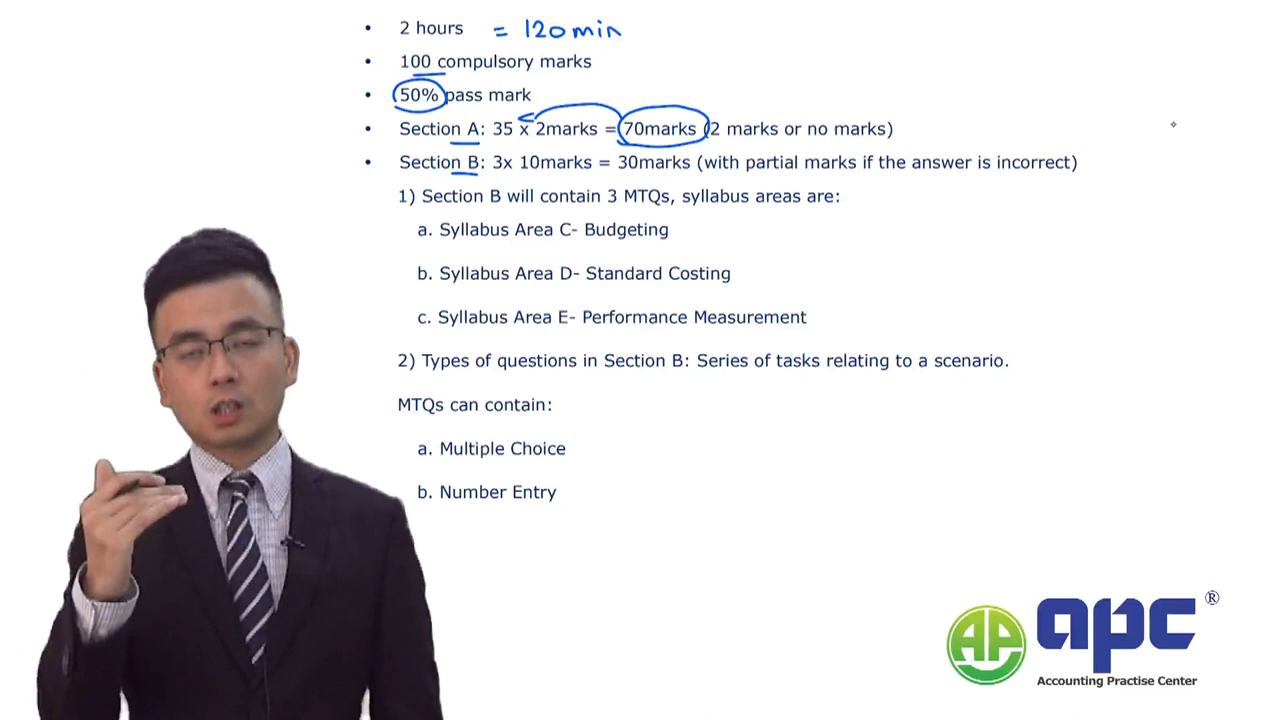 • 2 hours = 120min
• 100 compulsory marks
• 50% pass mark
• Section A: 35 x 2marks = 70marks (2 marks or no marks)
• Section B: 3x 10marks = 30marks (with partial marks if the answer is incorrect)
1) Section B will contain 3 MTQs, syllabus areas are:
a. Syllabus Area C- Budgeting
b. Syllabus Area D- Standard Costing
c. Syllabus Area E- Performance Measurement
2) Types of questions in Section B: Series of tasks relating to a scenario.
MTQs can contain:
a. Multiple Choice
b. Number Entry
AP apc ®
Accounting Practise Center